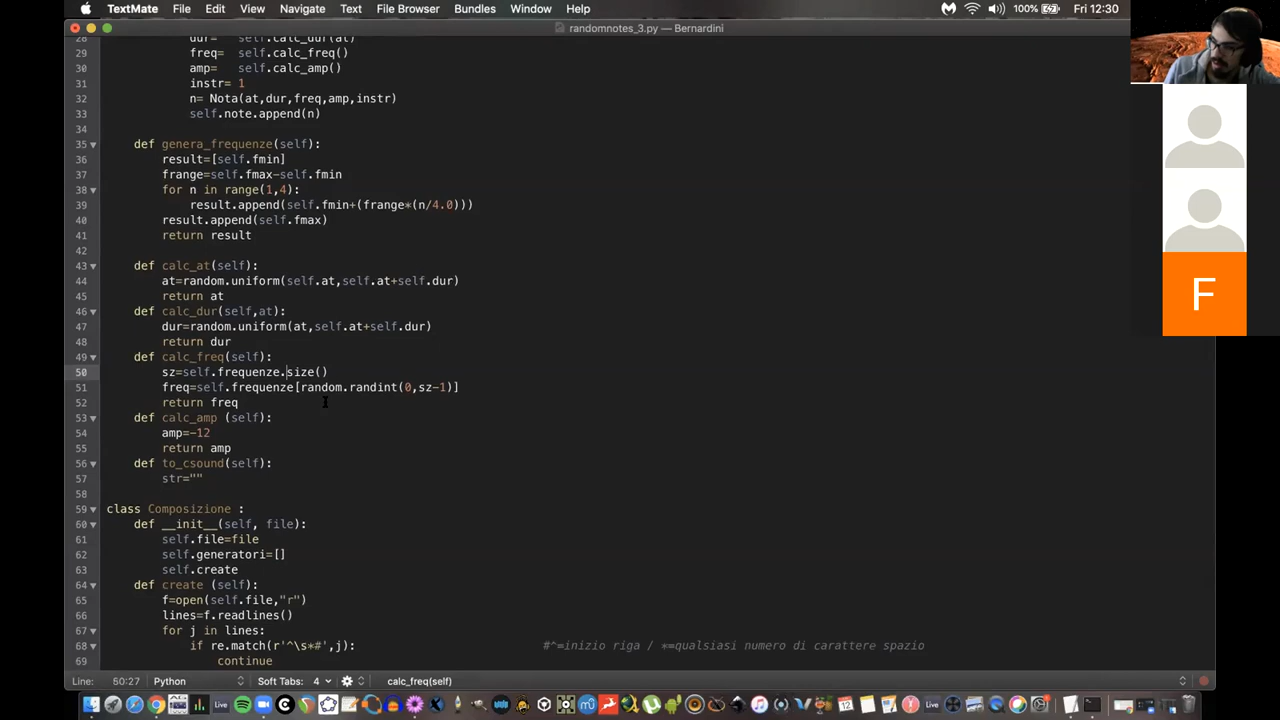 TextMate File Edit View Navigate Text File Browser Bundles Window Help 100% Fri 12:30
randomnotes_3.py — Bernardini
28 dur= self.calc_dur(at)
29 freq= self.calc_freq()
30 amp= self.calc_amp()
31 instr= 1
32 n= Nota(at,dur,freq,amp,instr)
33 self.note.append(n)
34
35 def genera_frequenze(self):
36 result=[self.fmin]
37 frange=self.fmax-self.fmin
38 for n in range(1,4):
39 result.append(self.fmin+(frange*(n/4.0)))
40 result.append(self.fmax)
41 return result
42
43 def calc_at(self):
44 at=random.uniform(self.at,self.at+self.dur)
45 return at
46 def calc_dur(self,at):
47 dur=random.uniform(at,self.at+self.dur)
48 return dur
49 def calc_freq(self):
50 sz=self.frequenze.size()
51 freq=self.frequenze[random.randint(0,sz-1)]
52 return freq
53 def calc_amp (self):
54 amp=-12
55 return amp
56 def to_csound(self):
57 str=""
58
59 class Composizione :
60 def __init__(self, file):
61 self.file=file
62 self.generatori=[]
63 self.create
64 def create (self):
65 f=open(self.file,"r")
66 lines=f.readlines()
67 for j in lines:
68 if re.match(r'^\s*#',j): #^=inizio riga / *=qualsiasi numero di carattere spazio
69 continue
Line: 50:27 Python Soft Tabs: 4 calc_freq(self)
F
Live 12 Live